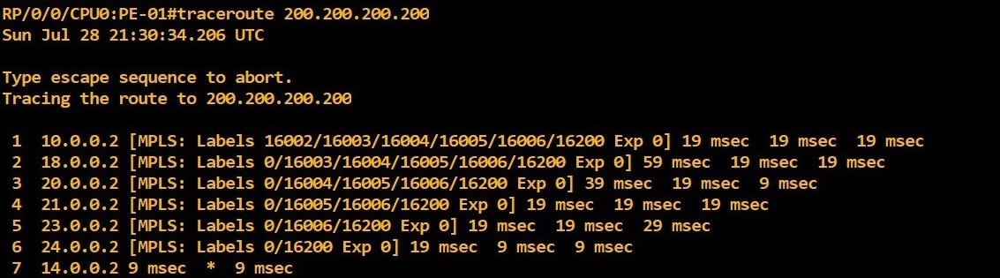 RP/0/0/CPU0:PE-01#traceroute 200.200.200.200
Sun Jul 28 21:30:34.206 UTC
Type escape sequence to abort.
Tracing the route to 200.200.200.200
1 10.0.0.2 [MPLS: Labels 16002/16003/16004/16005/16006/16200 Exp 0] 19 msec 19 msec 19 msec
2 18.0.0.2 [MPLS: Labels 0/16003/16004/16005/16006/16200 Exp 0] 59 msec 19 msec 19 msec
3 20.0.0.2 [MPLS: Labels 0/16004/16005/16006/16200 Exp 0] 39 msec 19 msec 9 msec
4 21.0.0.2 [MPLS: Labels 0/16005/16006/16200 Exp 0] 19 msec 19 msec 19 msec
5 23.0.0.2 [MPLS: Labels 0/16006/16200 Exp 0] 19 msec 19 msec 29 msec
6 24.0.0.2 [MPLS: Labels 0/16200 Exp 0] 19 msec 9 msec 9 msec
7 14.0.0.2 9 msec * 9 msec